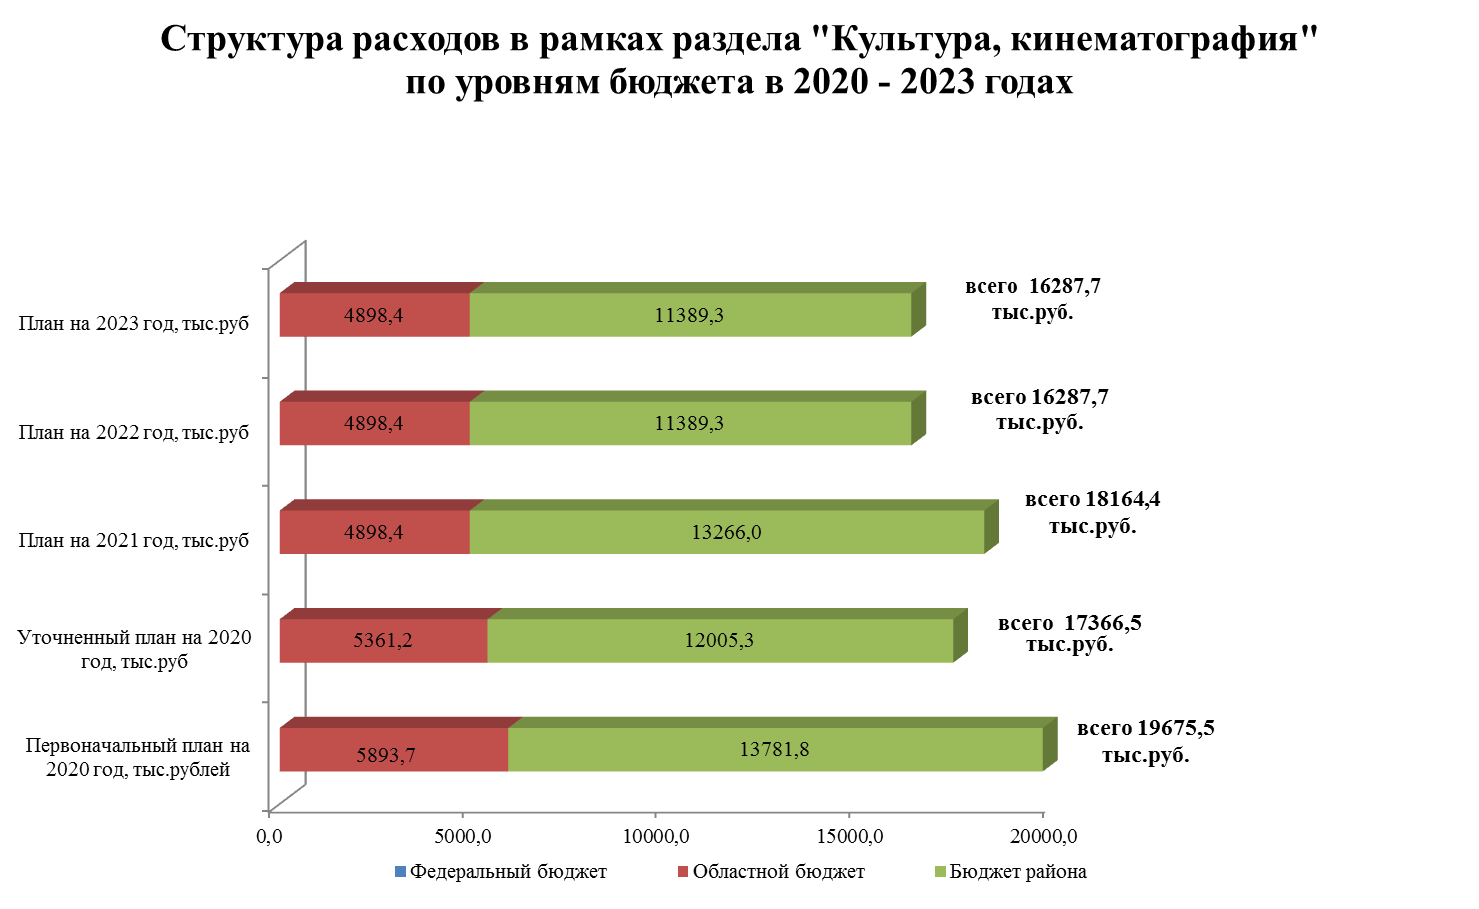 Структура расходов в рамках раздела "Культура, кинематография"
по уровням бюджета в 2020 - 2023 годах
План на 2023 год, тыс.руб
4898,4
11389,3
всего 16287,7
тыс.руб.
План на 2022 год, тыс.руб
4898,4
11389,3
всего 16287,7
тыс.руб.
План на 2021 год, тыс.руб
4898,4
13266,0
всего 18164,4
тыс.руб.
Уточненный план на 2020
год, тыс.руб
5361,2
12005,3
всего 17366,5
тыс.руб.
Первоначальный план на
2020 год, тыс.рублей
5893,7
13781,8
всего 19675,5
тыс.руб.
0,0 5000,0 10000,0 15000,0 20000,0
Федеральный бюджет Областной бюджет Бюджет района